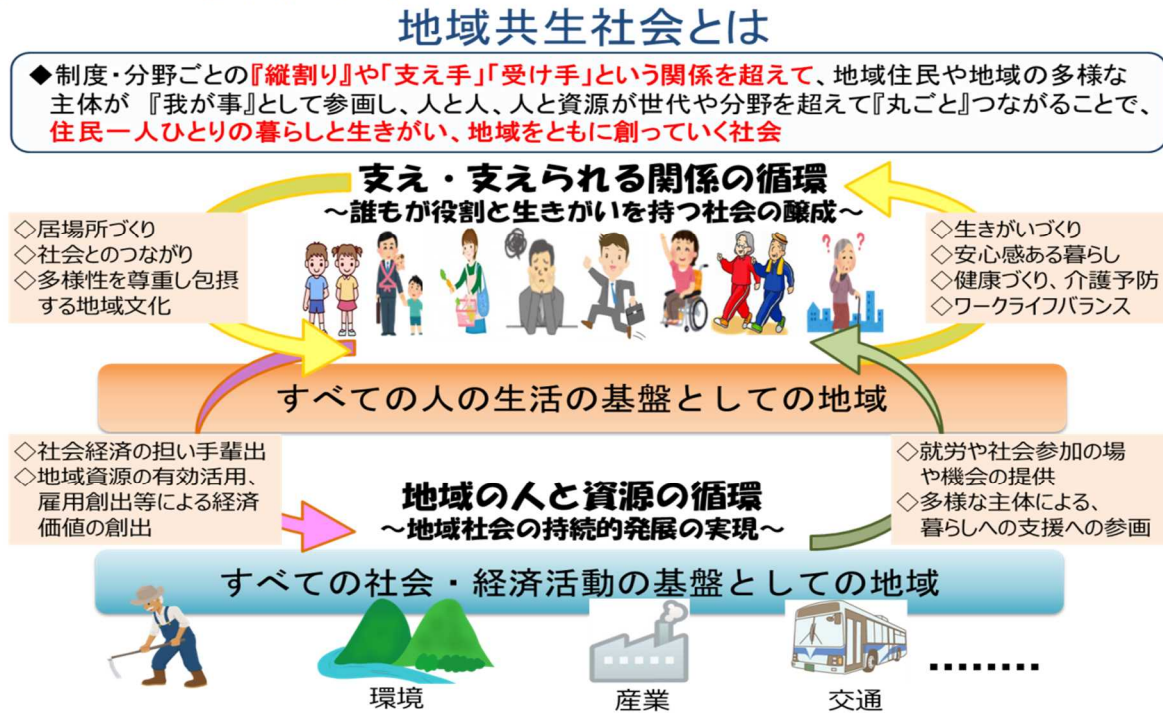 地域共生社会とは
◆制度・分野ごとの『縦割り』や「支え手」「受け手」という関係を超えて、地域住民や地域の多様な
主体が 『我が事』として参画し、人と人、人と資源が世代や分野を超えて『丸ごと』つながることで、
住民一人ひとりの暮らしと生きがい、地域をともに創っていく社会
支え・支えられる関係の循環
～誰もが役割と生きがいを持つ社会の醸成～
◇居場所づくり
◇社会とのつながり
◇多様性を尊重し包摂
する地域文化
◇生きがいづくり
◇安心感ある暮らし
◇健康づくり、介護予防
◇ワークライフバランス
? ?
すべての人の生活の基盤としての地域
◇社会経済の担い手輩出
◇地域資源の有効活用、
雇用創出等による経済
価値の創出
地域の人と資源の循環
～地域社会の持続的発展の実現～
◇就労や社会参加の場
や機会の提供
◇多様な主体による、
暮らしへの支援への参画
すべての社会・経済活動の基盤としての地域
環境
産業
交通
………